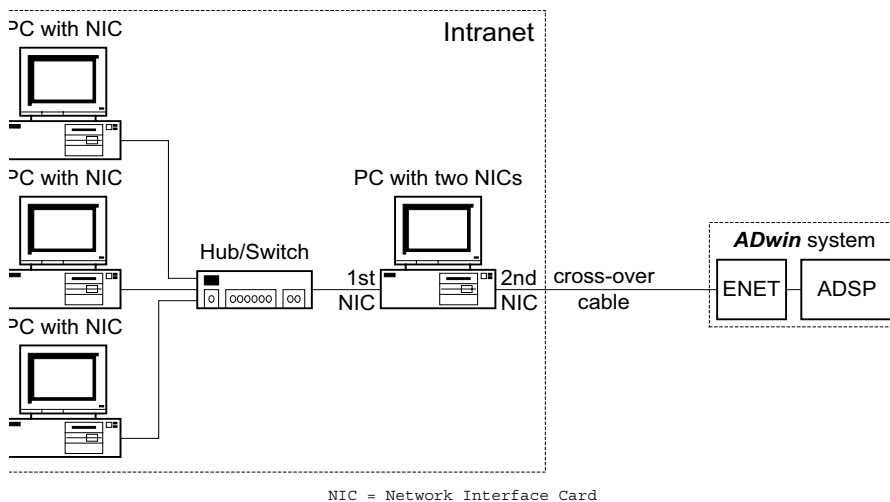 PC with NIC
Intranet
PC with NIC
PC with two NICs
Hub/Switch
1st
NIC
2nd
NIC
cross-over
cable
ADwin system
ENET
ADSP
PC with NIC
NIC = Network Interface Card